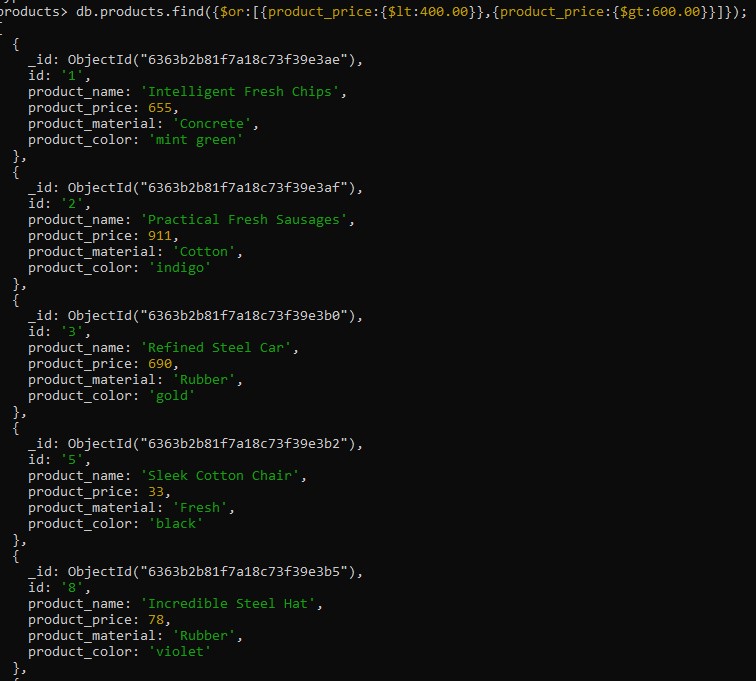 products> db.products.find({$or:[{product_price:{$lt:400.00}},{product_price:{$gt:600.00}}]});
[
{
_id: ObjectId("6363b2b81f7a18c73f39e3ae"),
id: '1',
product_name: 'Intelligent Fresh Chips',
product_price: 655,
product_material: 'Concrete',
product_color: 'mint green'
},
{
_id: ObjectId("6363b2b81f7a18c73f39e3af"),
id: '2',
product_name: 'Practical Fresh Sausages',
product_price: 911,
product_material: 'Cotton',
product_color: 'indigo'
},
{
_id: ObjectId("6363b2b81f7a18c73f39e3b0"),
id: '3',
product_name: 'Refined Steel Car',
product_price: 690,
product_material: 'Rubber',
product_color: 'gold'
},
{
_id: ObjectId("6363b2b81f7a18c73f39e3b2"),
id: '5',
product_name: 'Sleek Cotton Chair',
product_price: 33,
product_material: 'Fresh',
product_color: 'black'
},
{
_id: ObjectId("6363b2b81f7a18c73f39e3b5"),
id: '8',
product_name: 'Incredible Steel Hat',
product_price: 78,
product_material: 'Rubber',
product_color: 'violet'
},